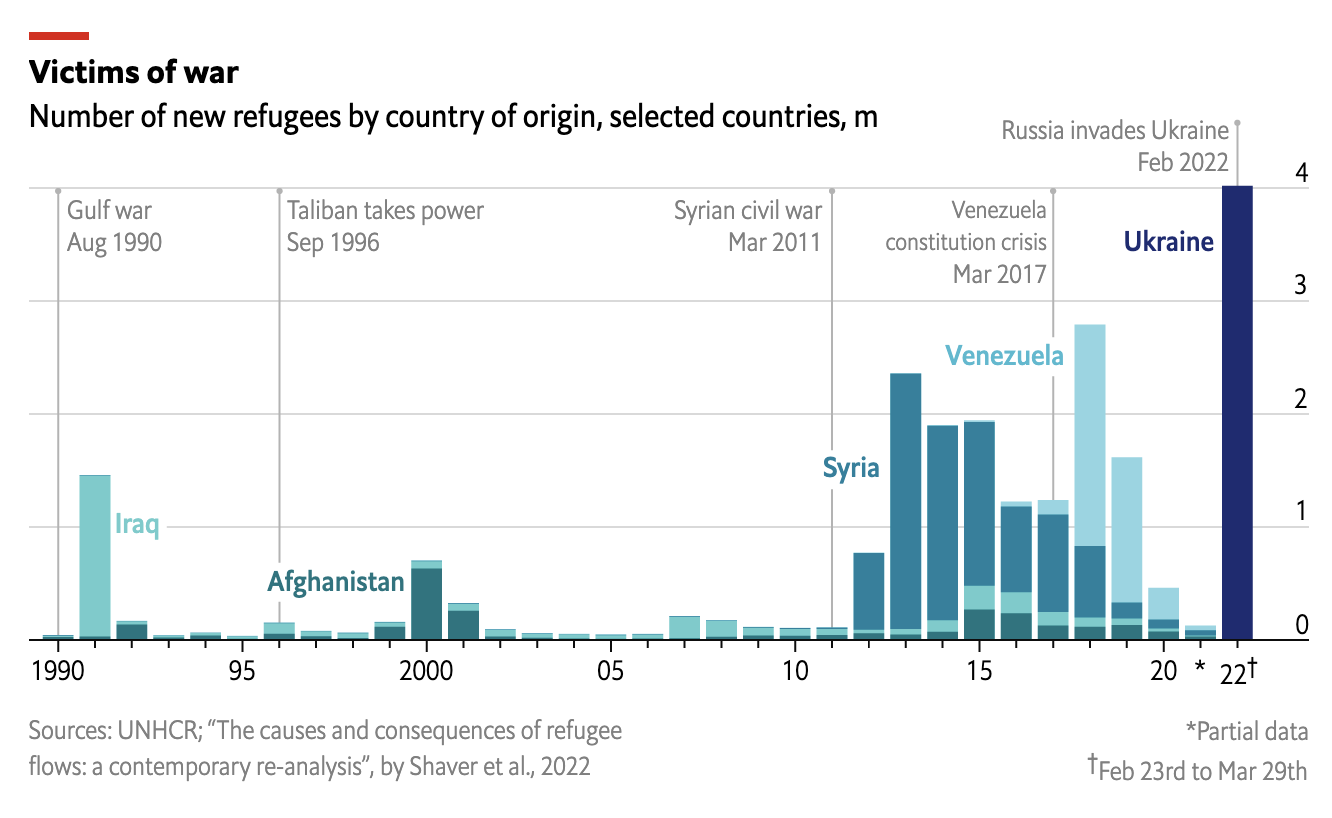 Victims of war
Number of new refugees by country of origin, selected countries, m
Russia invades Ukraine
Feb 2022
4
Gulf war
Aug 1990
Taliban takes power
Sep 1996
Syrian civil war
Mar 2011
Venezuela
constitution crisis
Mar 2017
Ukraine
3
Venezuela
2
Syria
Iraq
1
Afghanistan
0
1990 95 2000 05 10 15 20 * 22†
Sources: UNHCR; “The causes and consequences of refugee
flows: a contemporary re-analysis”, by Shaver et al., 2022
*Partial data
†Feb 23rd to Mar 29th